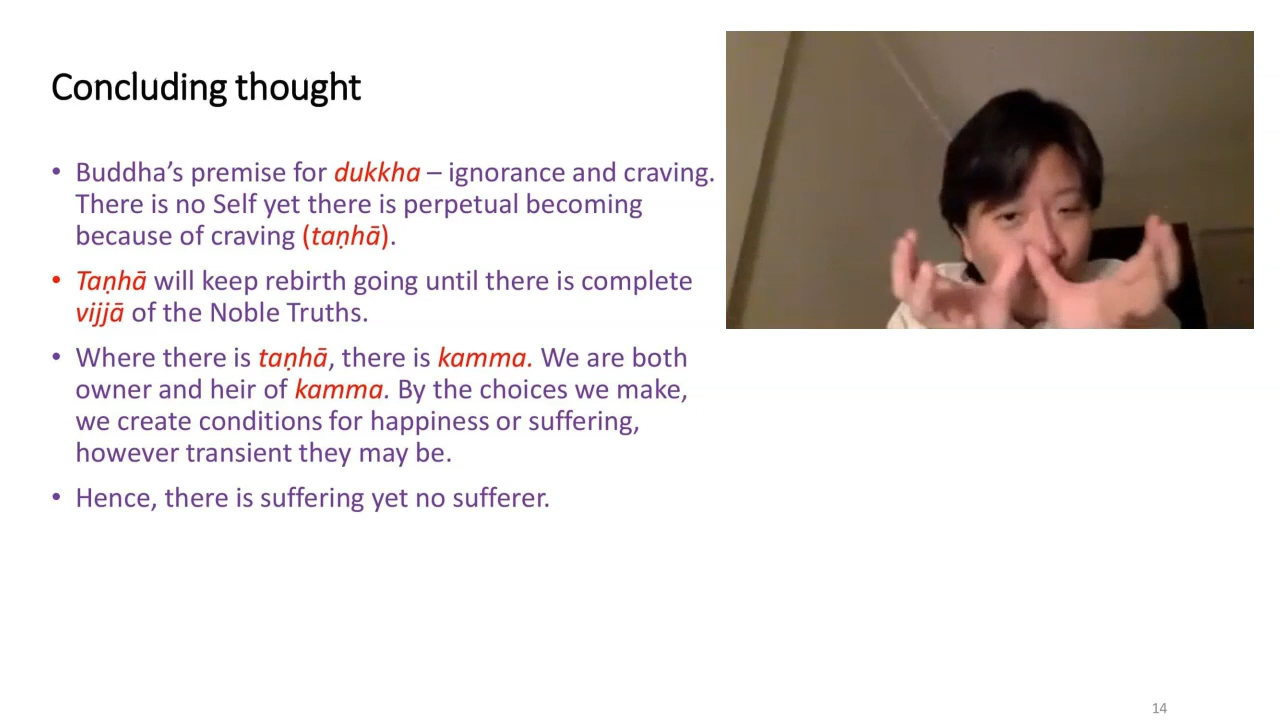 Concluding thought
• Buddha’s premise for dukkha – ignorance and craving.
There is no Self yet there is perpetual becoming
because of craving (taṇhā).
• Taṇhā will keep rebirth going until there is complete
vijjā of the Noble Truths.
• Where there is taṇhā, there is kamma. We are both
owner and heir of kamma. By the choices we make,
we create conditions for happiness or suffering,
however transient they may be.
• Hence, there is suffering yet no sufferer.
14